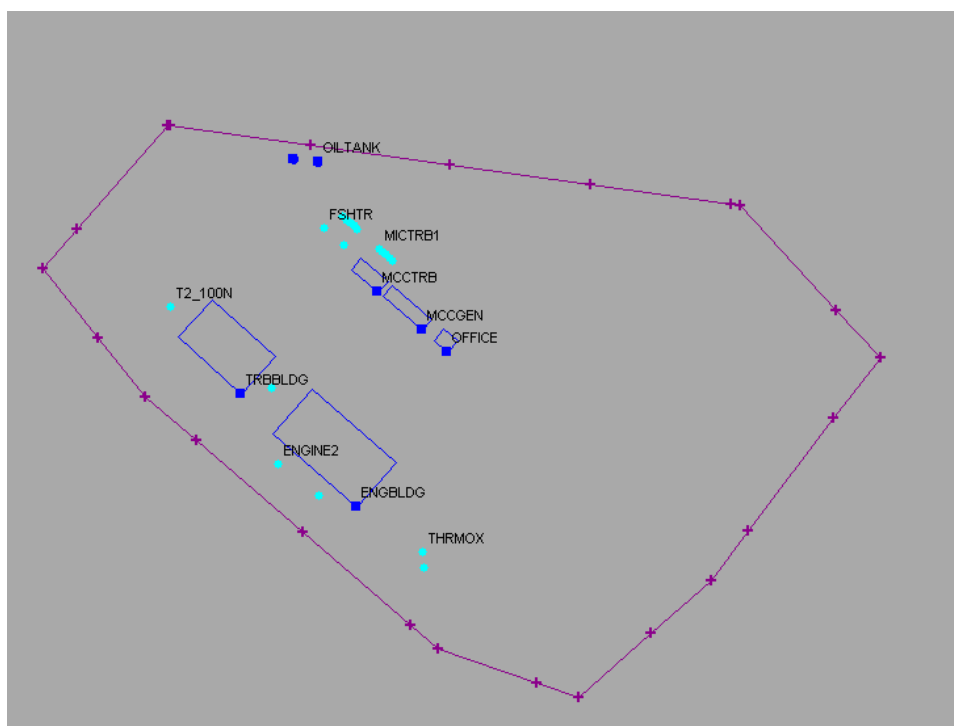 OILTANK
FSHTR
MICTRB1
MCCTRB
T2_100N
MCCGEN
OFFICE
TRBBLDG
ENGINE2
ENGBLDG
THRMOX